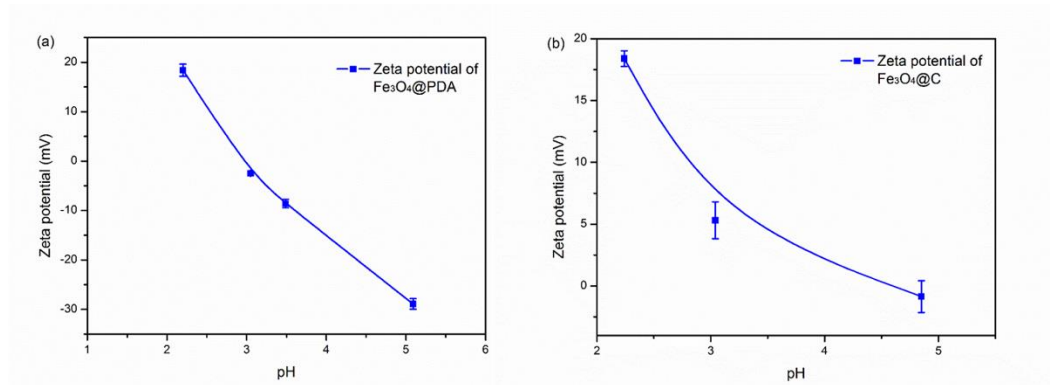 (a)
Zeta potential of
Fe₃O₄@PDA
20
10
0
-10
-20
-30
Zeta potential (mV)
1 2 3 4 5 6
pH
(b)
Zeta potential of
Fe₃O₄@C
20
15
10
5
0
Zeta potential (mV)
2 3 4 5
pH